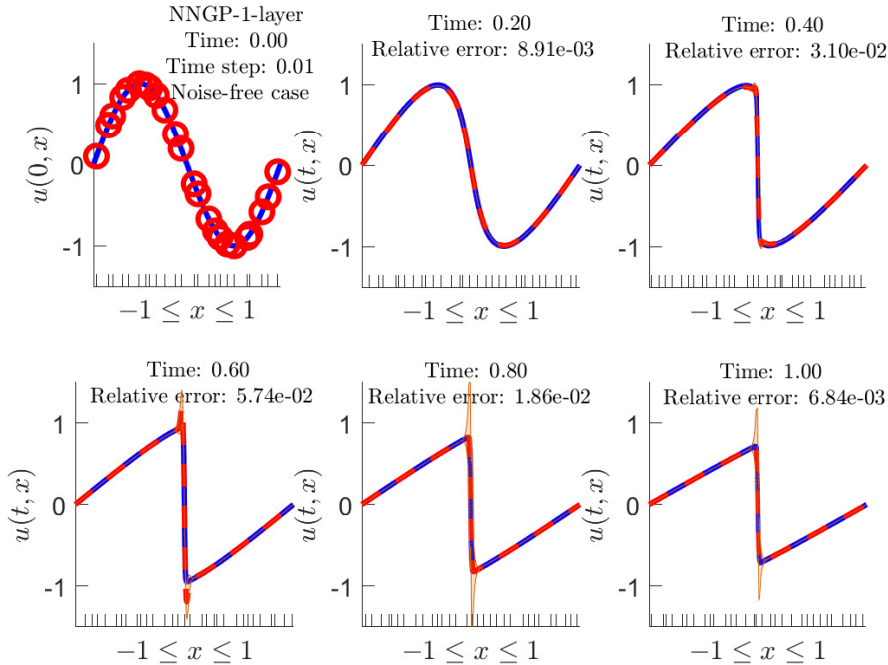 NNGP-1-layer
Time: 0.00
Time step: 0.01
Noise-free case
1
0
-1
u(0, x)
−1 ≤ x ≤ 1
Time: 0.20
Relative error: 8.91e-03
1
0
-1
u(t, x)
−1 ≤ x ≤ 1
Time: 0.40
Relative error: 3.10e-02
1
0
-1
u(t, x)
−1 ≤ x ≤ 1
Time: 0.60
Relative error: 5.74e-02
1
0
-1
u(t, x)
−1 ≤ x ≤ 1
Time: 0.80
Relative error: 1.86e-02
1
0
-1
u(t, x)
−1 ≤ x ≤ 1
Time: 1.00
Relative error: 6.84e-03
1
0
-1
u(t, x)
−1 ≤ x ≤ 1